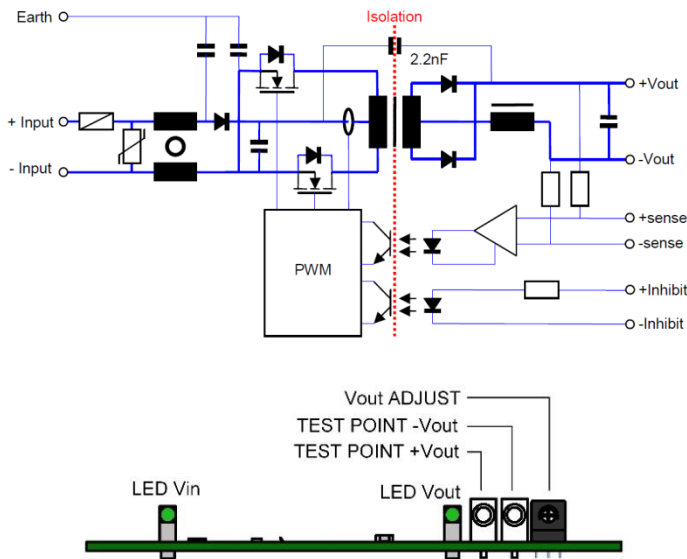 Earth
Isolation
2.2nF
+Vout
+ Input
- Input
-Vout
+sense
-sense
PWM
+Inhibit
-Inhibit
Vout ADJUST
TEST POINT -Vout
TEST POINT +Vout
LED Vin
LED Vout